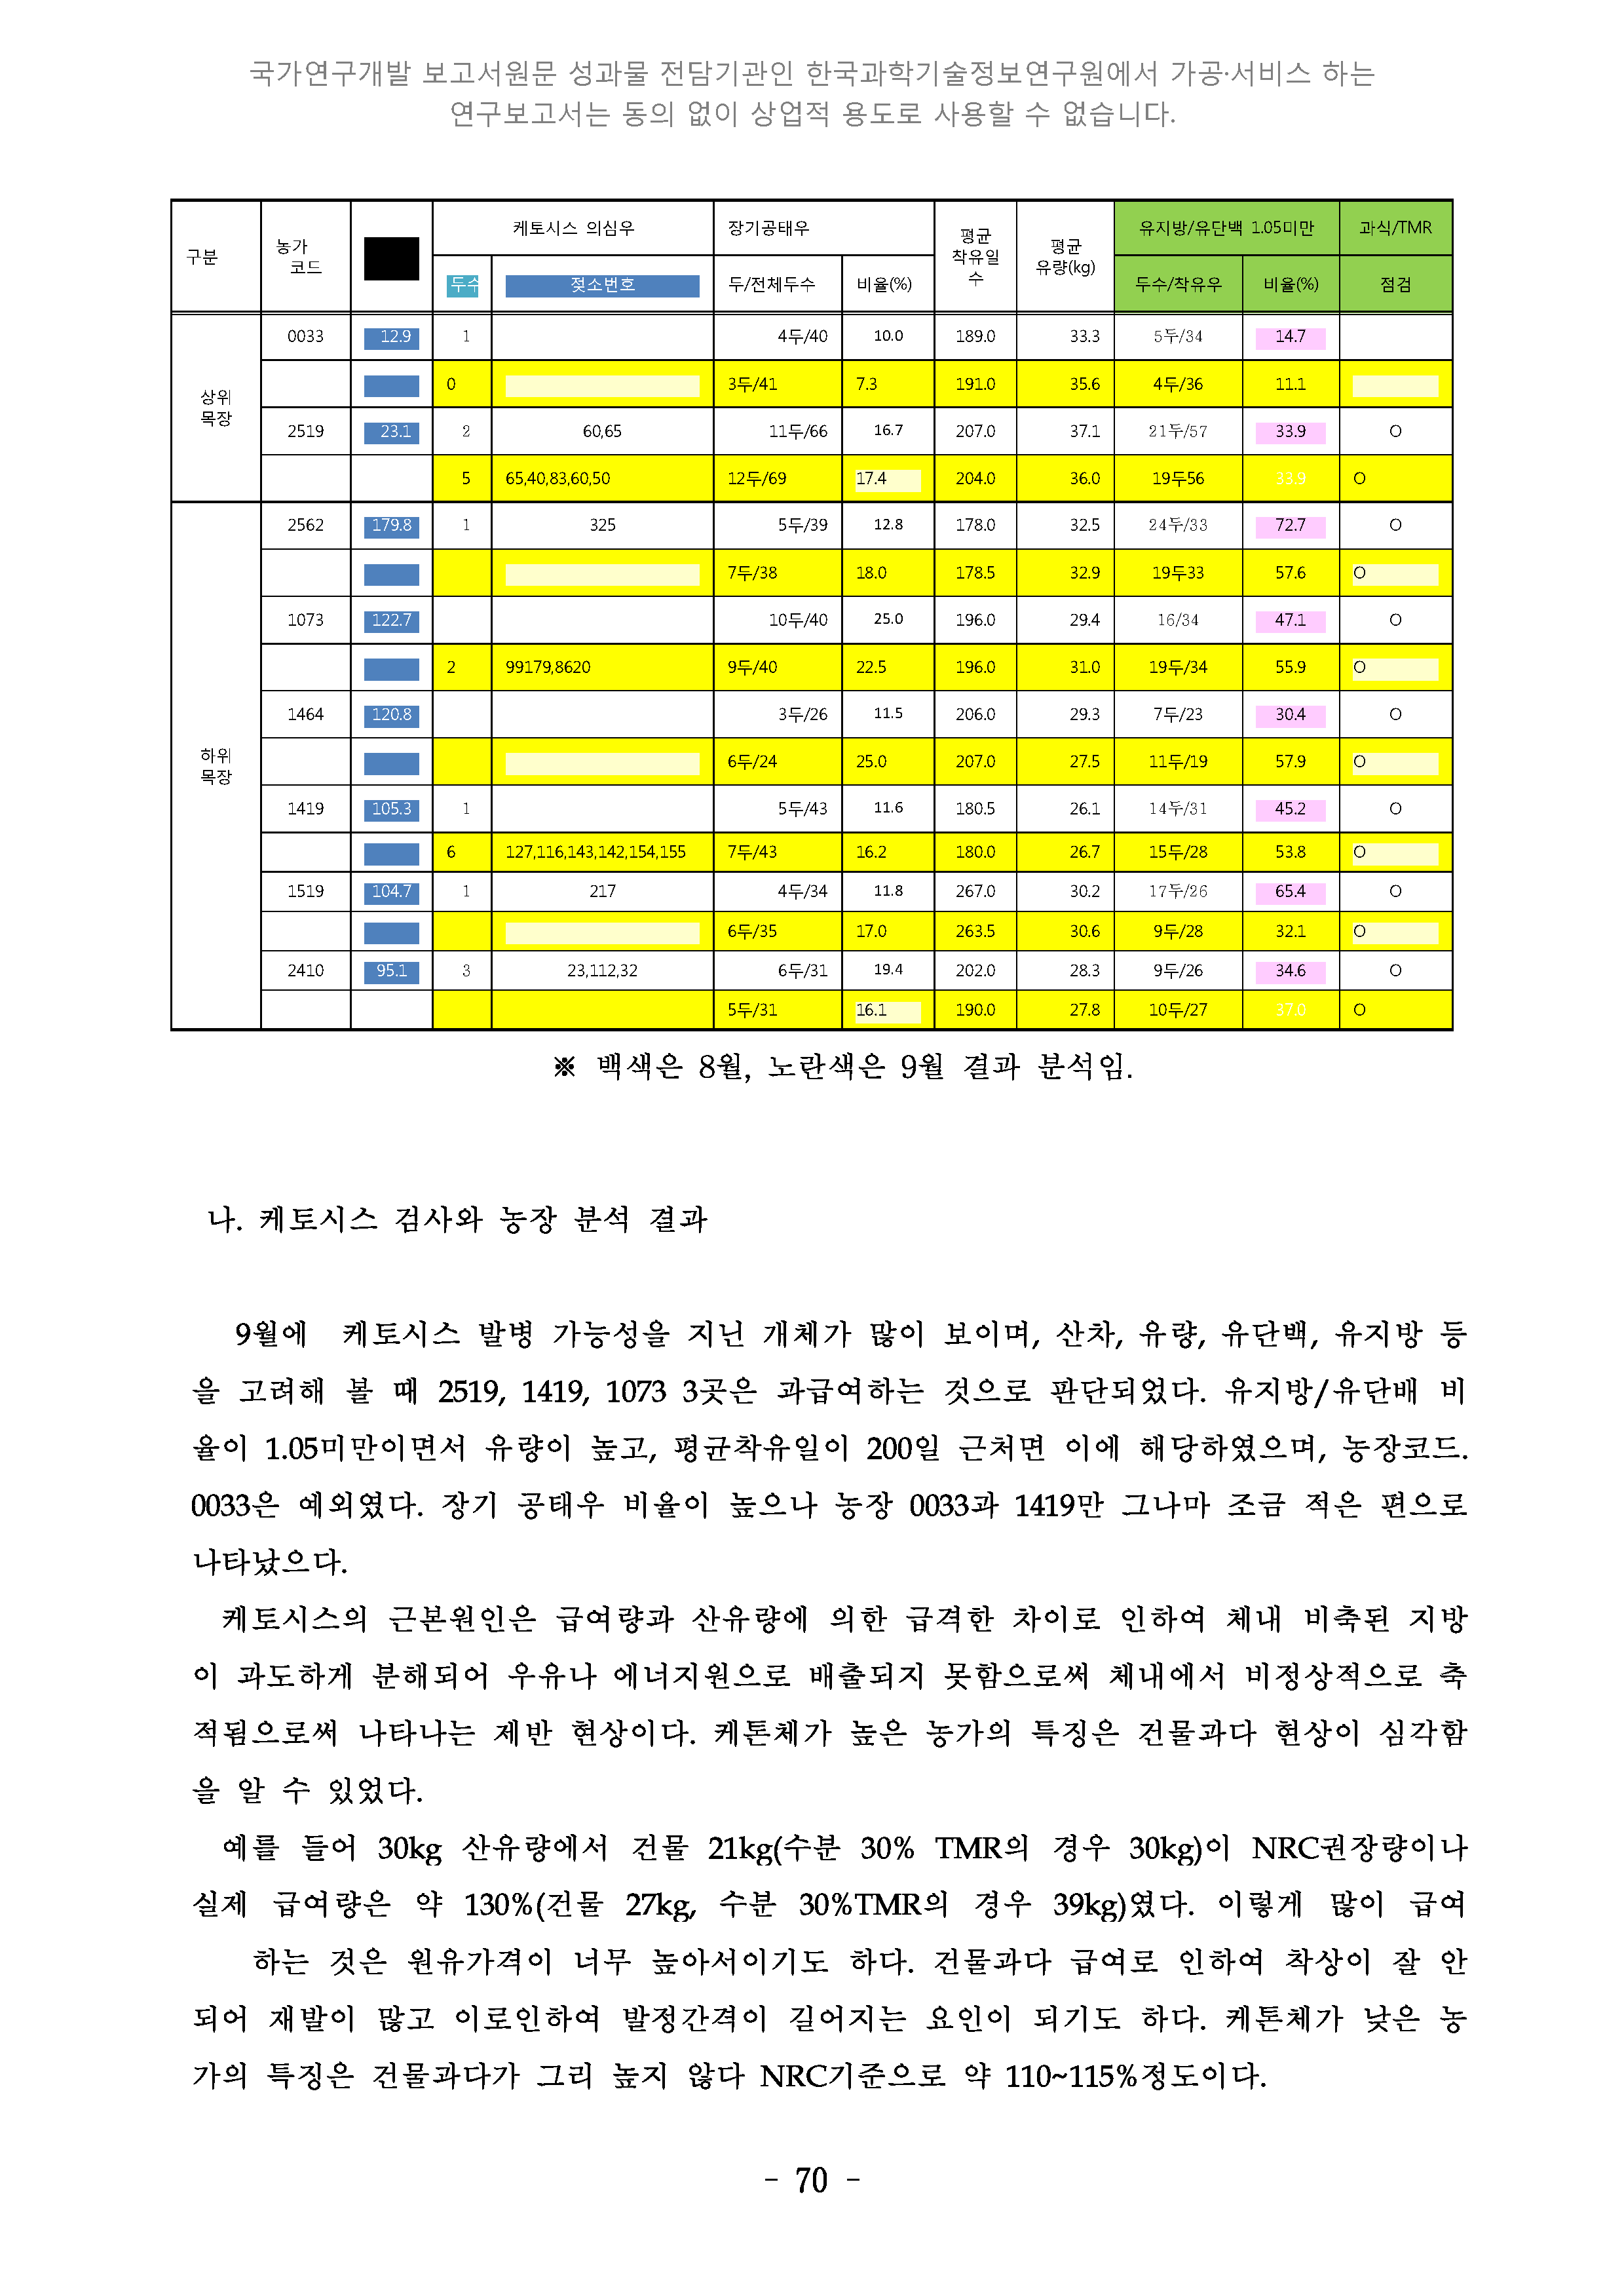 국가연구개발 보고서원문 성과물 전담기관인 한국과학기술정보연구원에서 가공·서비스 하는
연구보고서는 동의 없이 상업적 용도로 사용할 수 없습니다.
구분 농가 코드 케토시스 의심우 장기공태우 평균 착유일 수 평균 유량(kg) 유지방/유단백 1.05미만 과식/TMR
두수 젖소번호 두/전체두수 비율(%) 두수/착유우 비율(%) 점검
상위 목장
0033 12.9 1 4두/40 10.0 189.0 33.3 5두/34 14.7
0 3두/41 7.3 191.0 35.6 4두/36 11.1
2519 23.1 2 60,65 11두/66 16.7 207.0 37.1 21두/57 33.9 O
5 65,40,83,60,50 12두/69 17.4 204.0 36.0 19두56 33.9 O
하위 목장
2562 179.8 1 325 5두/39 12.8 178.0 32.5 24두/33 72.7 O
7두/38 18.0 178.5 32.9 19두33 57.6 O
1073 122.7 10두/40 25.0 196.0 29.4 16/34 47.1 O
2 99179,8620 9두/40 22.5 196.0 31.0 19두/34 55.9 O
1464 120.8 3두/26 11.5 206.0 29.3 7두/23 30.4 O
6두/24 25.0 207.0 27.5 11두/19 57.9 O
1419 105.3 1 5두/43 11.6 180.5 26.1 14두/31 45.2 O
6 127,116,143,142,154,155 7두/43 16.2 180.0 26.7 15두/28 53.8 O
1519 104.7 1 217 4두/34 11.8 267.0 30.2 17두/26 65.4 O
6두/35 17.0 263.5 30.6 9두/28 32.1 O
2410 95.1 3 23,112,32 6두/31 19.4 202.0 28.3 9두/26 34.6 O
5두/31 16.1 190.0 27.8 10두/27 37.0 O
※ 백색은 8월, 노란색은 9월 결과 분석임.
나. 케토시스 검사와 농장 분석 결과
9월에 케토시스 발병 가능성을 지닌 개체가 많이 보이며, 산차, 유량, 유단백, 유지방 등
을 고려해 볼 때 2519, 1419, 1073 3곳은 과급여하는 것으로 판단되었다. 유지방/유단배 비
율이 1.05미만이면서 유량이 높고, 평균착유일이 200일 근처면 이에 해당하였으며, 농장코드.
0033은 예외였다. 장기 공태우 비율이 높으나 농장 0033과 1419만 그나마 조금 적은 편으로
나타났으다.
케토시스의 근본원인은 급여량과 산유량에 의한 급격한 차이로 인하여 체내 비축된 지방
이 과도하게 분해되어 우유나 에너지원으로 배출되지 못함으로써 체내에서 비정상적으로 축
적됨으로써 나타나는 제반 현상이다. 케톤체가 높은 농가의 특징은 건물과다 현상이 심각함
을 알 수 있었다.
예를 들어 30kg 산유량에서 건물 21kg(수분 30% TMR의 경우 30kg)이 NRC권장량이나
실제 급여량은 약 130%(건물 27kg, 수분 30%TMR의 경우 39kg)였다. 이렇게 많이 급여
하는 것은 원유가격이 너무 높아서이기도 하다. 건물과다 급여로 인하여 착상이 잘 안
되어 재발이 많고 이로인하여 발정간격이 길어지는 요인이 되기도 하다. 케톤체가 낮은 농
가의 특징은 건물과다가 그리 높지 않다 NRC기준으로 약 110~115%정도이다.
- 70 -